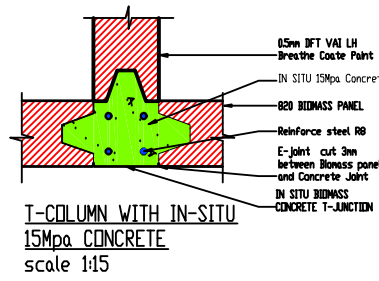 0.5mm DFT VAI LH
Breathe Coate Paint
IN SITU 15Mpa Concret
820 BIOMASS PANEL
Reinforce steel R8
E-joint cut 3mm
between Biomass pane
and Concrete Joint
IN SITU BIOMASS
CONCRETE T-JUNCTION
T-COLUMN WITH IN-SITU
15Mpa CONCRETE
scale 1:15